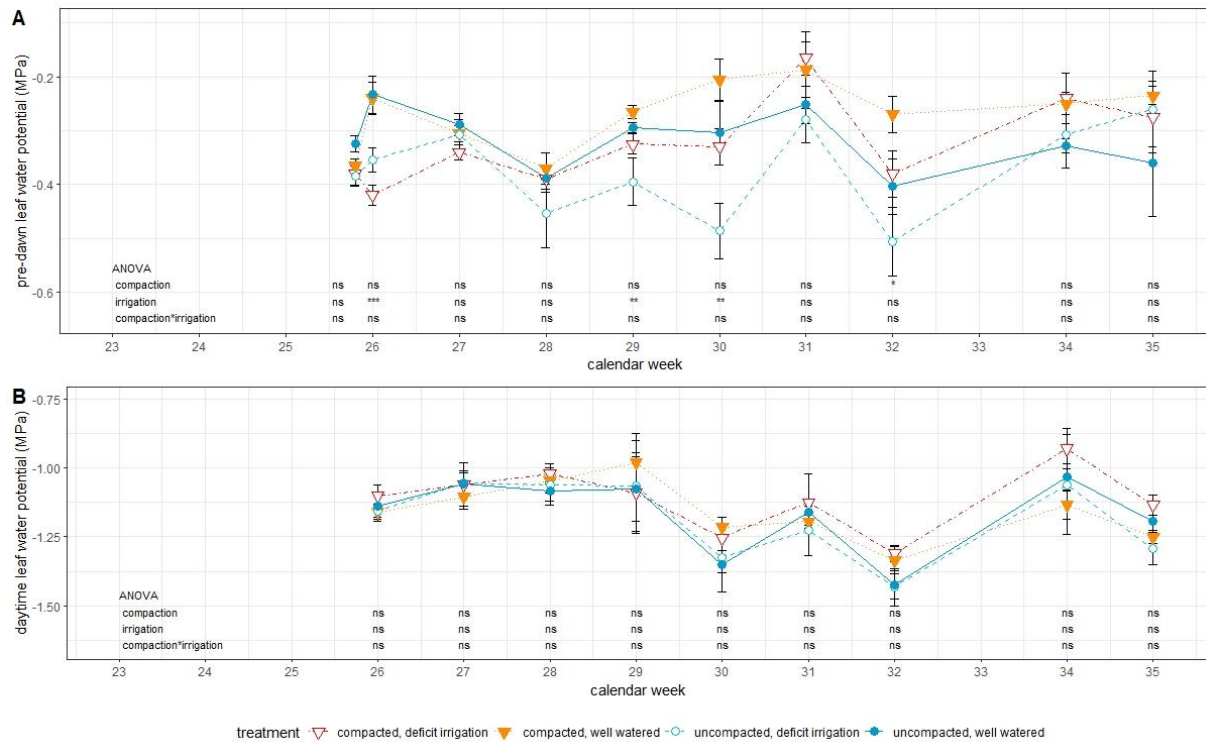 A
pre-dawn leaf water potential (MPa)
-0.2
-0.4
-0.6
ANOVA
compaction ns ns ns ns ns ns ns * ns ns
irrigation ns *** ns ns ** ** ns ns ns ns
compaction*irrigation ns ns ns ns ns ns ns ns ns ns
23 24 25 26 27 28 29 30 31 32 34 35
calendar week
B
daytime leaf water potential (MPa)
-0.75
-1.00
-1.25
-1.50
ANOVA
compaction ns ns ns ns ns ns ns ns ns
irrigation ns ns ns ns ns ns ns ns ns
compaction*irrigation ns ns ns ns ns ns ns ns ns
23 24 25 26 27 28 29 30 31 32 34 35
calendar week
treatment compacted, deficit irrigation compacted, well watered uncompacted, deficit irrigation uncompacted, well watered